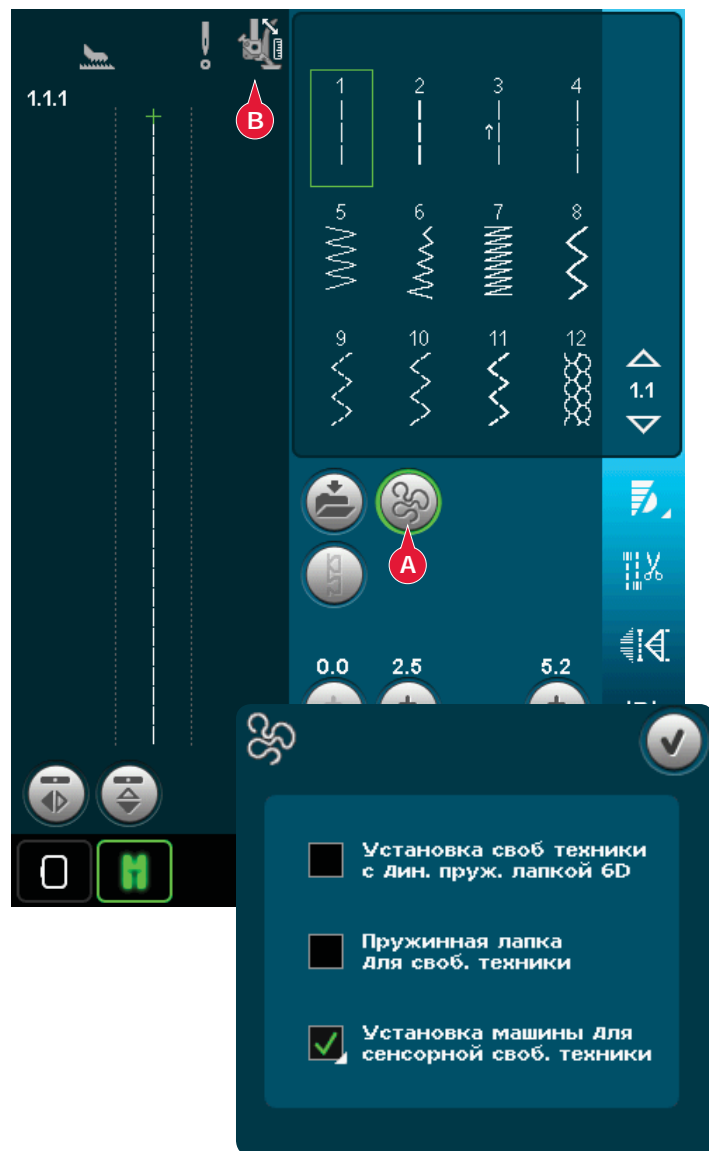 1.1.1
B
1 2 3 4
5 6 7 8
9 10 11 12
1.1
A
0.0 2.5 5.2
Установка своб техники
с дин. пруж. лапкой 6D
Пружинная лапка
для своб. техники
Установка машины для
сенсорной своб. техники